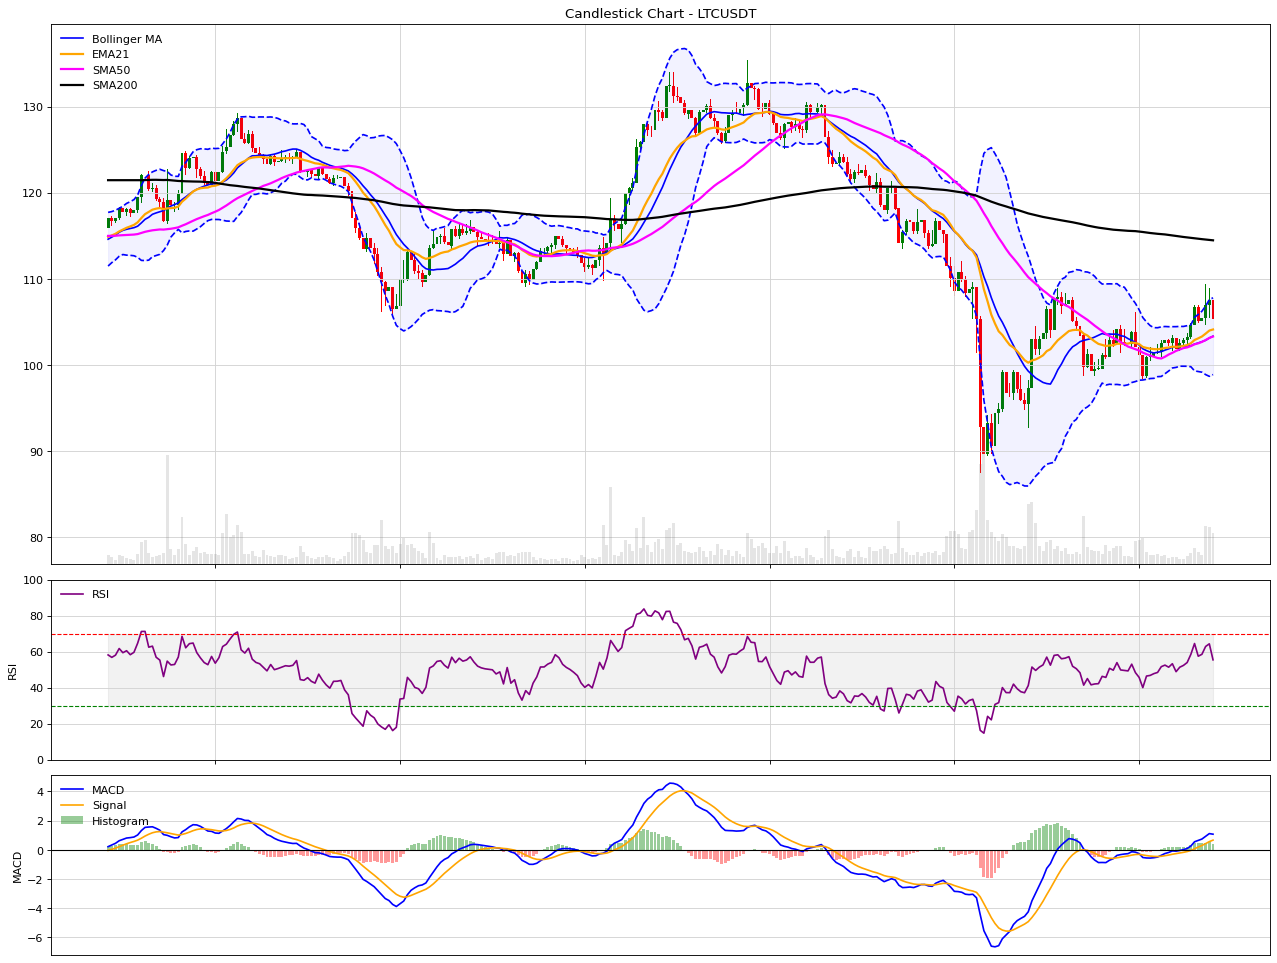 Candlestick Chart - LTCUSDT
Bollinger MA
EMA21
SMA50
SMA200
130
120
110
100
90
80
RSI
100
80
60
40
20
0
RSI
MACD
Signal
Histogram
4
2
0
−2
−4
−6
MACD